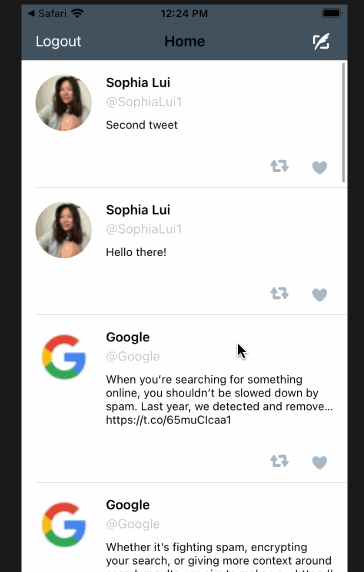 Safari 12:24 PM
Logout Home
Sophia Lui
@SophiaLui1
Second tweet
Sophia Lui
@SophiaLui1
Hello there!
Google
@Google
When you're searching for something
online, you shouldn't be slowed down by
spam. Last year, we detected and remove...
https://t.co/65muClcaa1
Google
@Google
Whether it's fighting spam, encrypting
your search, or giving more context around